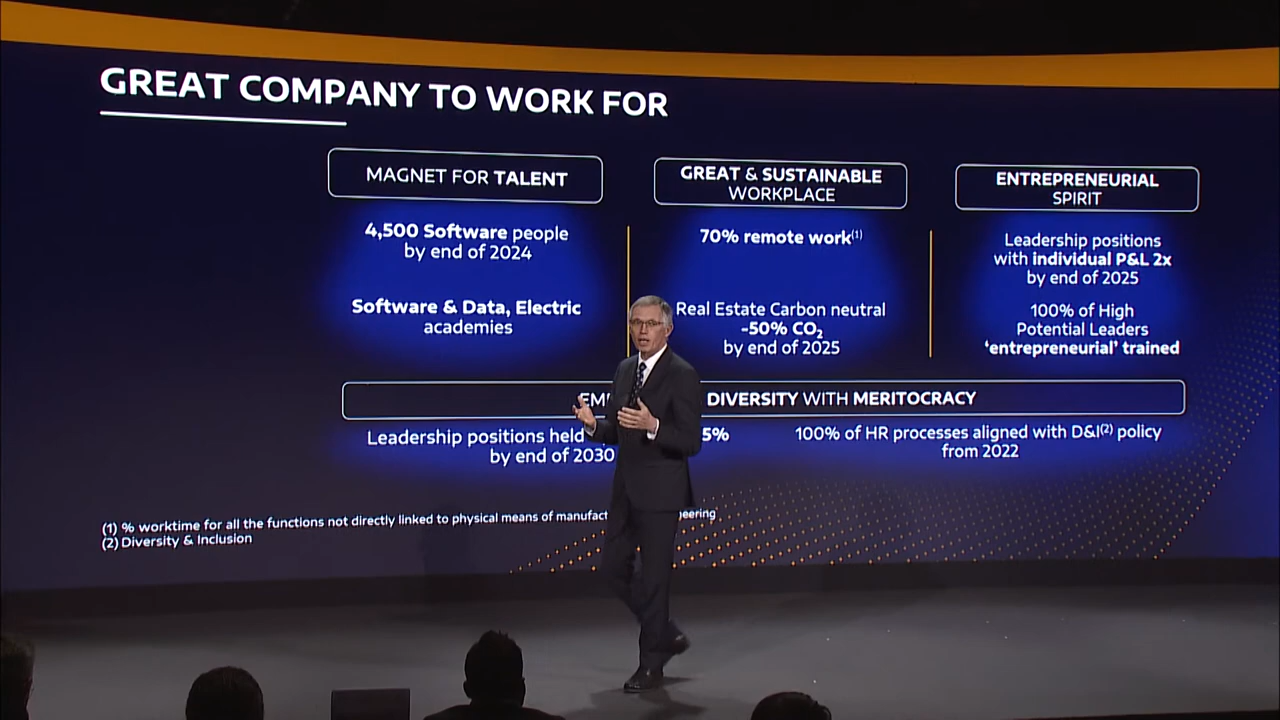 GREAT COMPANY TO WORK FOR
MAGNET FOR TALENT
4,500 Software people
by end of 2024
Software & Data, Electric
academies
GREAT & SUSTAINABLE
WORKPLACE
70% remote work(1)
Real Estate Carbon neutral
-50% CO₂
by end of 2025
ENTREPRENEURIAL
SPIRIT
Leadership positions
with individual P&L 2x
by end of 2025
100% of High
Potential Leaders
‘entrepreneurial’ trained
DIVERSITY WITH MERITOCRACY
Leadership positions held
by end of 2030
100% of HR processes aligned with D&I(2) policy
from 2022
(1) % worktime for all the functions not directly linked to physical means of
(2) Diversity & Inclusion